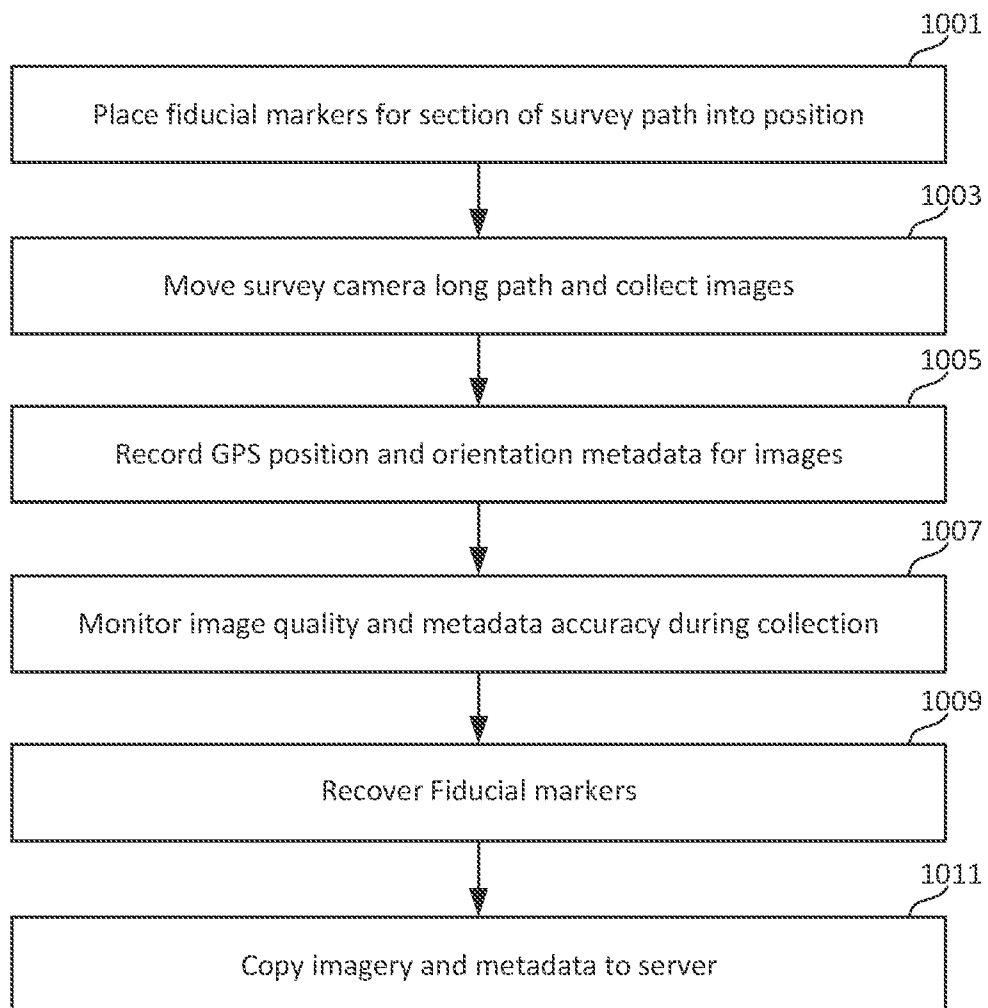 1001
Place fiducial markers for section of survey path into position
1003
Move survey camera long path and collect images
1005
Record GPS position and orientation metadata for images
1007
Monitor image quality and metadata accuracy during collection
1009
Recover Fiducial markers
1011
Copy imagery and metadata to server